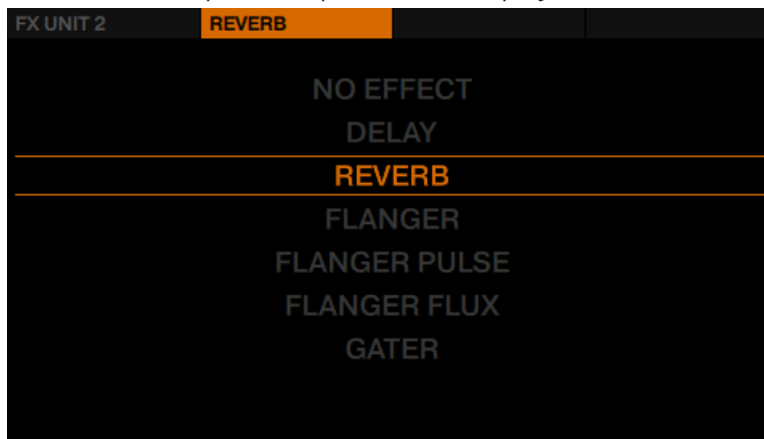 FX UNIT 2 REVERB
NO EFFECT
DELAY
REVERB
FLANGER
FLANGER PULSE
FLANGER FLUX
GATER